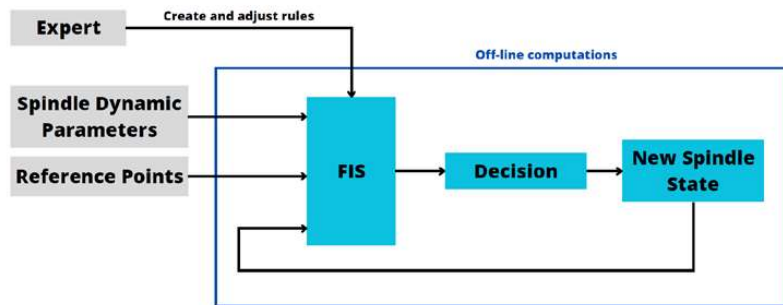 Expert
Create and adjust rules
Off-line computations
Spindle Dynamic
Parameters
Reference Points
FIS
Decision
New Spindle
State